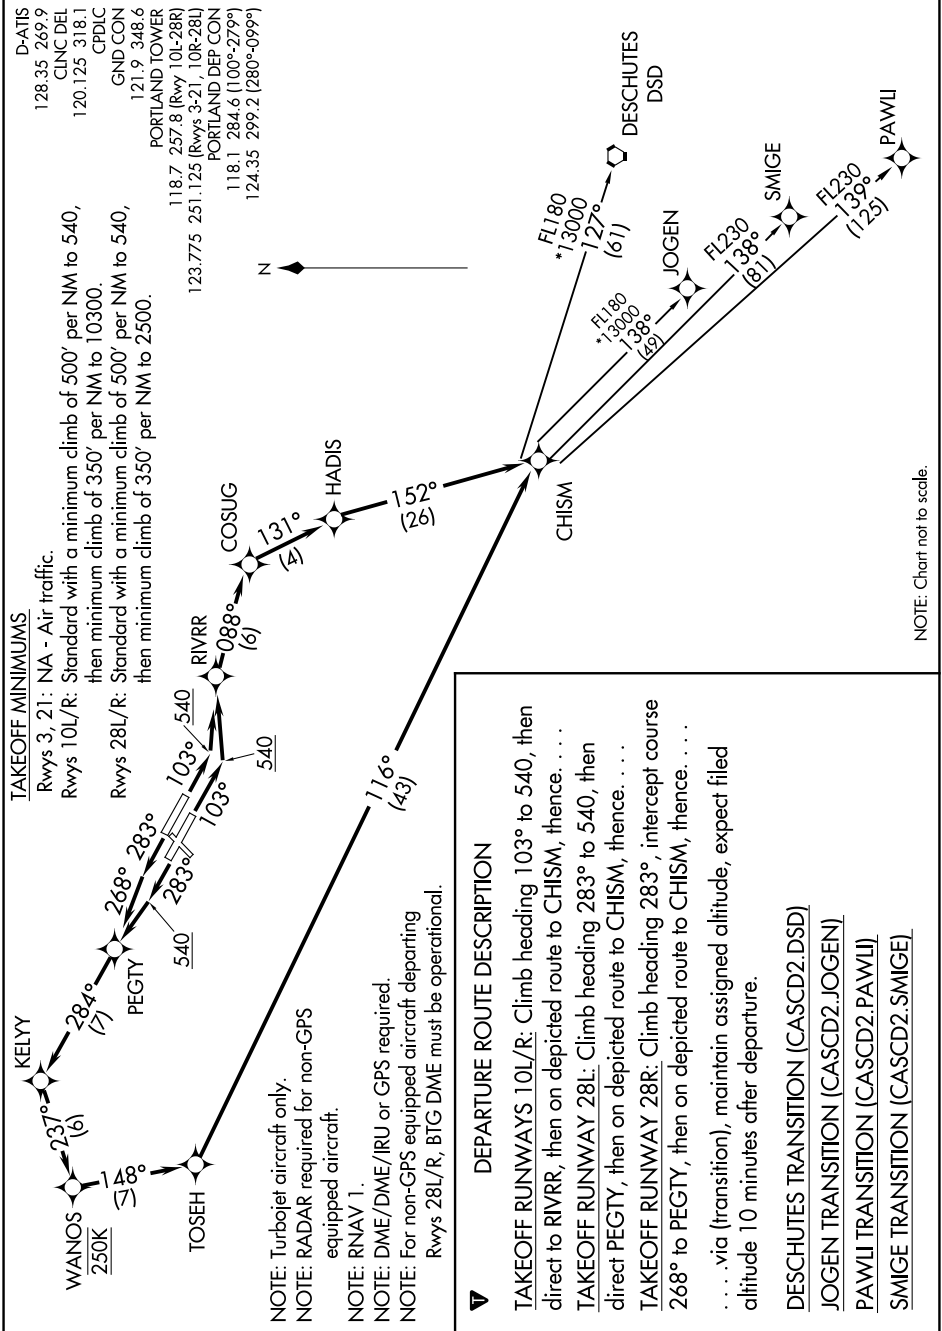 TAKEOFF MINIMUMS
Rwys 3, 21: NA - Air traffic.
Rwys 10L/R: Standard with a minimum climb of 500' per NM to 540,
then minimum climb of 350' per NM to 10300.
Rwys 28L/R: Standard with a minimum climb of 500' per NM to 540,
then minimum climb of 350' per NM to 2500.
D-ATIS
128.35 269.9
CLNC DEL
120.125 318.1
CPDLC
GND CON
121.9 348.6
PORTLAND TOWER
118.7 257.8 (Rwy 10L-28R)
123.775 251.125 (Rwys 3-21, 10R-28L)
PORTLAND DEP CON
118.1 284.6 (100°-279°)
124.35 299.2 (280°-099°)
N
KELYY
237°
(6)
WANOS
250K
148°
(7)
TOSEH
284°
(7)
PEGTY
268°
283°
283°
540
103°
103°
540
540
RIVRR
088°
(6)
COSUG
131°
(4)
HADIS
152°
(26)
116°
(43)
CHISM
FL180
*13000
127°
(61)
DESCHUTES
DSD
FL180
*13000
138°
(49)
JOGEN
FL230
138°
(81)
SMIGE
FL230
139°
(125)
PAWLI
NOTE: Turbojet aircraft only.
NOTE: RADAR required for non-GPS
equipped aircraft.
NOTE: RNAV 1.
NOTE: DME/DME/IRU or GPS required.
NOTE: For non-GPS equipped aircraft departing
Rwys 28L/R, BTG DME must be operational.
NOTE: Chart not to scale.
T
DEPARTURE ROUTE DESCRIPTION
TAKEOFF RUNWAYS 10L/R: Climb heading 103° to 540, then
direct to RIVRR, then on depicted route to CHISM, thence. . . .
TAKEOFF RUNWAY 28L: Climb heading 283° to 540, then
direct PEGTY, then on depicted route to CHISM, thence. . . .
TAKEOFF RUNWAY 28R: Climb heading 283°, intercept course
268° to PEGTY, then on depicted route to CHISM, thence. . . .
. . . .via (transition), maintain assigned altitude, expect filed
altitude 10 minutes after departure.
DESCHUTES TRANSITION (CASCD2.DSD)
JOGEN TRANSITION (CASCD2.JOGEN)
PAWLI TRANSITION (CASCD2.PAWLI)
SMIGE TRANSITION (CASCD2.SMIGE)